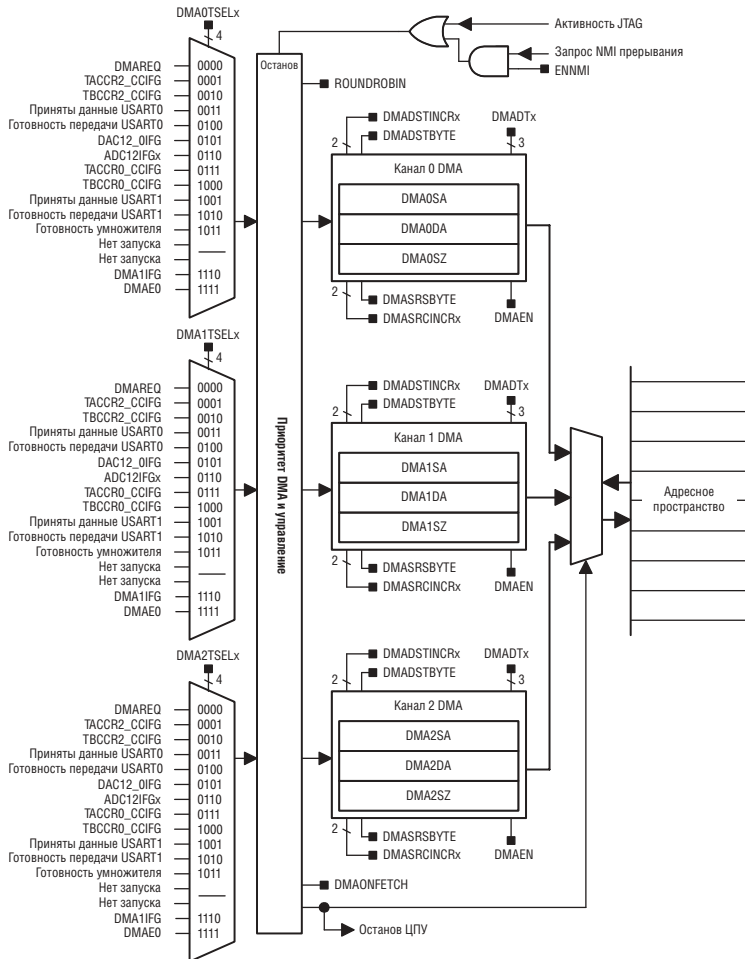 DMA0TSELx
4
DMAREQ 0000
TACCR2_CCIFG 0001
TBCCR2_CCIFG 0010
Приняты данные USART0 0011
Готовность передачи USART0 0100
DAC12_0IFG 0101
ADC12IFGx 0110
TACCR0_CCIFG 0111
TBCCR0_CCIFG 1000
Приняты данные USART1 1001
Готовность передачи USART1 1010
Готовность умножителя 1011
Нет запуска
Нет запуска
DMA1IFG 1110
DMAE0 1111
DMA1TSELx
4
DMAREQ 0000
TACCR2_CCIFG 0001
TBCCR2_CCIFG 0010
Приняты данные USART0 0011
Готовность передачи USART0 0100
DAC12_0IFG 0101
ADC12IFGx 0110
TACCR0_CCIFG 0111
TBCCR0_CCIFG 1000
Приняты данные USART1 1001
Готовность передачи USART1 1010
Готовность умножителя 1011
Нет запуска
Нет запуска
DMA1IFG 1110
DMAE0 1111
DMA2TSELx
4
DMAREQ 0000
TACCR2_CCIFG 0001
TBCCR2_CCIFG 0010
Приняты данные USART0 0011
Готовность передачи USART0 0100
DAC12_0IFG 0101
ADC12IFGx 0110
TACCR0_CCIFG 0111
TBCCR0_CCIFG 1000
Приняты данные USART1 1001
Готовность передачи USART1 1010
Готовность умножителя 1011
Нет запуска
Нет запуска
DMA1IFG 1110
DMAE0 1111
Останов
Приоритет DMA и управление
Активность JTAG
Запрос NMI прерывания
ENNMI
ROUNDROBIN
DMADSTINCRx DMADTx
2 DMADSTBYTE 3
Канал 0 DMA
DMA0SA
DMA0DA
DMA0SZ
2 DMASRSBYTE
DMASRCINCRx DMAEN
DMADSTINCRx DMADTx
2 DMADSTBYTE 3
Канал 1 DMA
DMA1SA
DMA1DA
DMA1SZ
2 DMASRSBYTE
DMASRCINCRx DMAEN
DMADSTINCRx DMADTx
2 DMADSTBYTE 3
Канал 2 DMA
DMA2SA
DMA2DA
DMA2SZ
2 DMASRSBYTE
DMASRCINCRx DMAEN
DMAONFETCH
Останов ЦПУ
Адресное
пространство